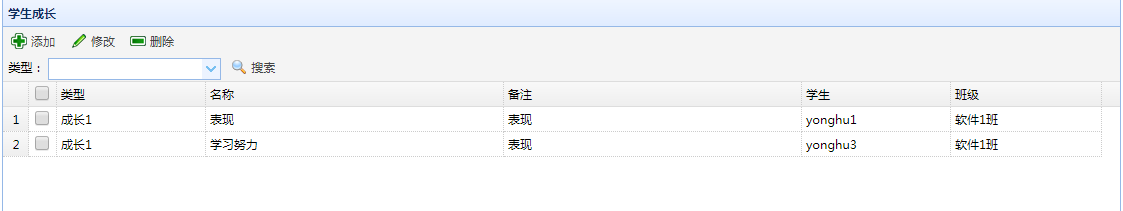 学生成长
添加 修改 删除
类型： 搜索
类型 名称 备注 学生 班级
1 成长1 表现 表现 yonghu1 软件1班
2 成长1 学习努力 表现 yonghu3 软件1班